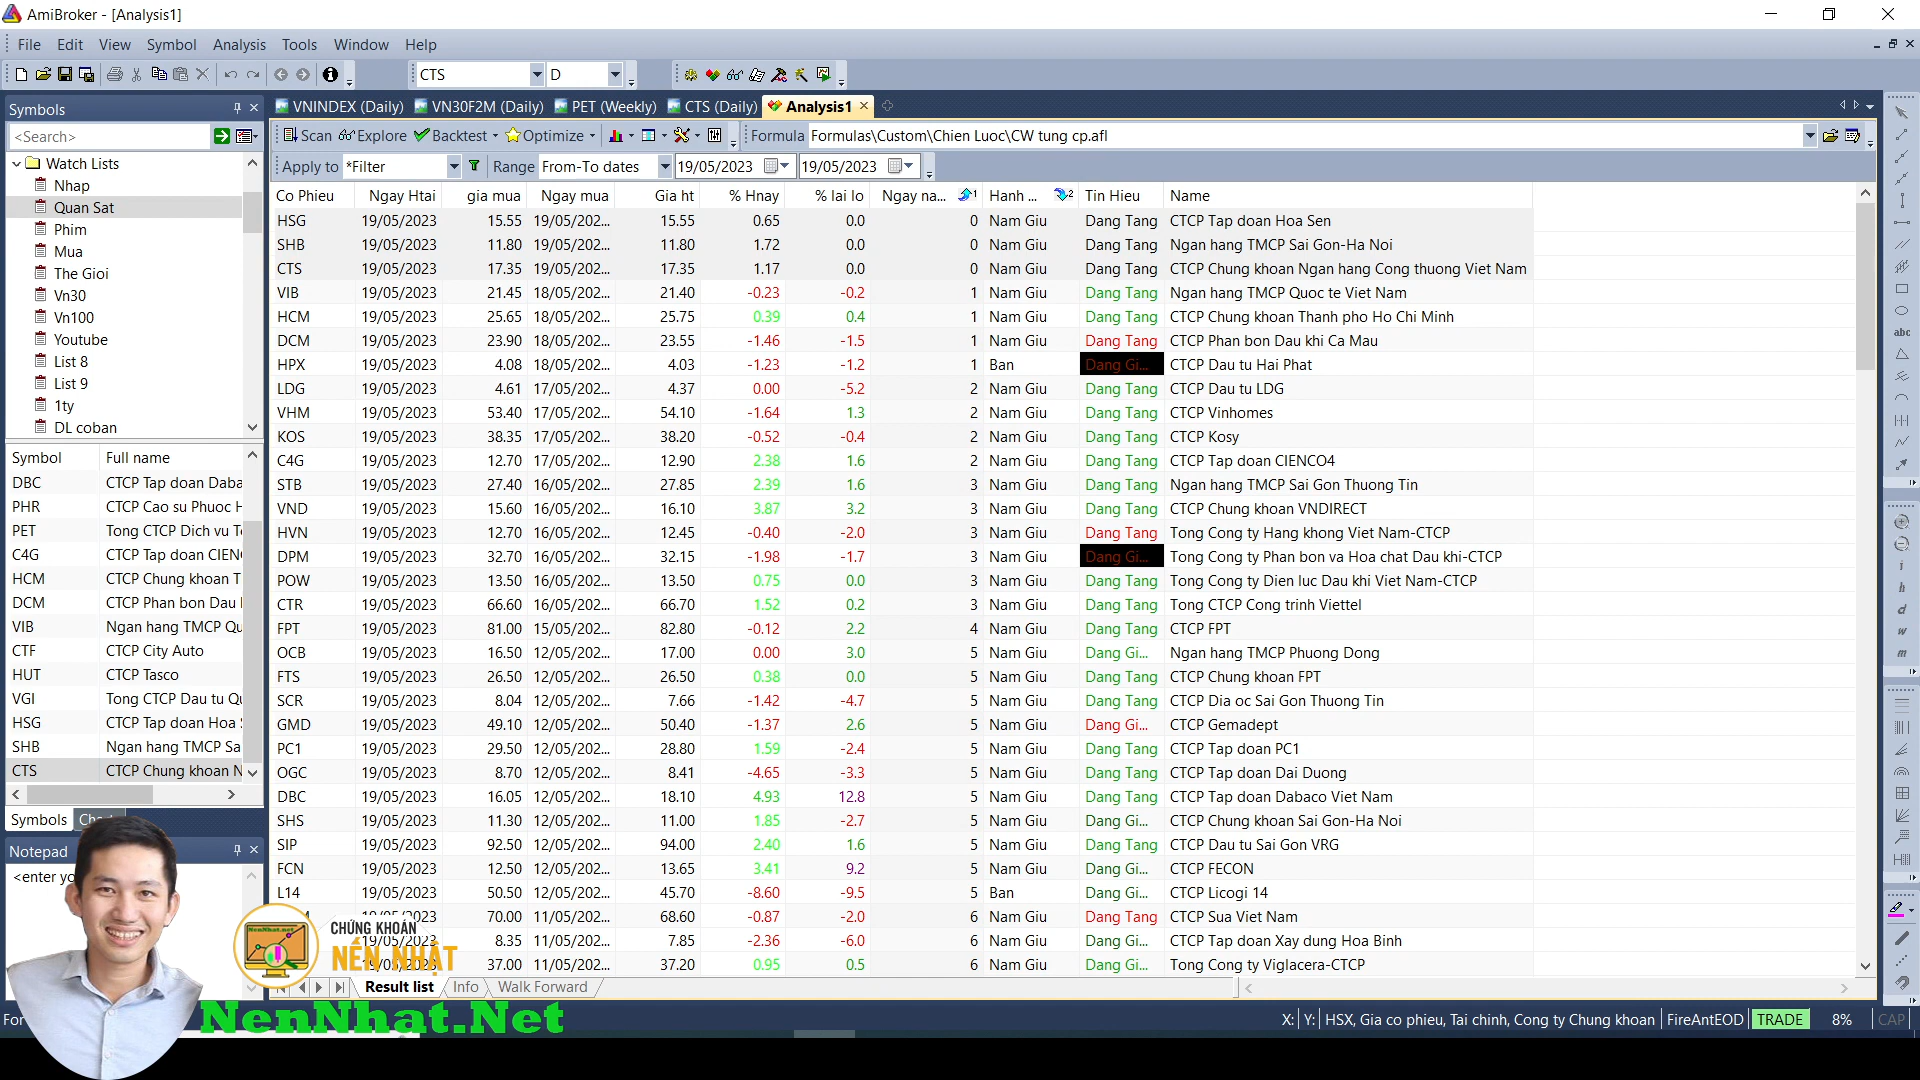 AmiBroker - [Analysis1]
File Edit View Symbol Analysis Tools Window Help
CTS D
Symbols
<Search>
Watch Lists
Nhap
Quan Sat
Phim
Mua
The Gioi
Vn30
Vn100
Youtube
List 8
List 9
1ty
DL coban
Symbol Full name
DBC CTCP Tap doan Daba
PHR CTCP Cao su Phuoc H
PET Tong CTCP Dich vu T
C4G CTCP Tap doan CIEN
HCM CTCP Chung khoan T
DCM CTCP Phan bon Dau
VIB Ngan hang TMCP Qu
CTF CTCP City Auto
HUT CTCP Tasco
VGI Tong CTCP Dau tu Q
HSG CTCP Tap doan Hoa
SHB Ngan hang TMCP Sa
CTS CTCP Chung khoan N
Symbols
Notepad
<enter yo
VNINDEX (Daily) VN30F2M (Daily) PET (Weekly) CTS (Daily) Analysis1
Scan Explore Backtest Optimize Formula Formulas\Custom\Chien Luoc\CW tung cp.afl
Apply to *Filter Range From-To dates 19/05/2023 19/05/2023
Co Phieu Ngay Htai gia mua Ngay mua Gia ht % Hnay % lai lo Ngay na... 1 Hanh ... 2 Tin Hieu Name
HSG 19/05/2023 15.55 19/05/202... 15.55 0.65 0.0 0 Nam Giu Dang Tang CTCP Tap doan Hoa Sen
SHB 19/05/2023 11.80 19/05/202... 11.80 1.72 0.0 0 Nam Giu Dang Tang Ngan hang TMCP Sai Gon-Ha Noi
CTS 19/05/2023 17.35 19/05/202... 17.35 1.17 0.0 0 Nam Giu Dang Tang CTCP Chung khoan Ngan hang Cong thuong Viet Nam
VIB 19/05/2023 21.45 18/05/202... 21.40 -0.23 -0.2 1 Nam Giu Dang Tang Ngan hang TMCP Quoc te Viet Nam
HCM 19/05/2023 25.65 18/05/202... 25.75 0.39 0.4 1 Nam Giu Dang Tang CTCP Chung khoan Thanh pho Ho Chi Minh
DCM 19/05/2023 23.90 18/05/202... 23.55 -1.46 -1.5 1 Nam Giu Dang Tang CTCP Phan bon Dau khi Ca Mau
HPX 19/05/2023 4.08 18/05/202... 4.03 -1.23 -1.2 1 Ban Dang Gi... CTCP Dau tu Hai Phat
LDG 19/05/2023 4.61 17/05/202... 4.37 0.00 -5.2 2 Nam Giu Dang Tang CTCP Dau tu LDG
VHM 19/05/2023 53.40 17/05/202... 54.10 -1.64 1.3 2 Nam Giu Dang Tang CTCP Vinhomes
KOS 19/05/2023 38.35 17/05/202... 38.20 -0.52 -0.4 2 Nam Giu Dang Tang CTCP Kosy
C4G 19/05/2023 12.70 17/05/202... 12.90 2.38 1.6 2 Nam Giu Dang Tang CTCP Tap doan CIENCO4
STB 19/05/2023 27.40 16/05/202... 27.85 2.39 1.6 3 Nam Giu Dang Tang Ngan hang TMCP Sai Gon Thuong Tin
VND 19/05/2023 15.60 16/05/202... 16.10 3.87 3.2 3 Nam Giu Dang Tang CTCP Chung khoan VNDIRECT
HVN 19/05/2023 12.70 16/05/202... 12.45 -0.40 -2.0 3 Nam Giu Dang Tang Tong Cong ty Hang khong Viet Nam-CTCP
DPM 19/05/2023 32.70 16/05/202... 32.15 -1.98 -1.7 3 Nam Giu Dang Gi... Tong Cong ty Phan bon va Hoa chat Dau khi-CTCP
POW 19/05/2023 13.50 16/05/202... 13.50 0.75 0.0 3 Nam Giu Dang Tang Tong Cong ty Dien luc Dau khi Viet Nam-CTCP
CTR 19/05/2023 66.60 16/05/202... 66.70 1.52 0.2 3 Nam Giu Dang Tang Tong CTCP Cong trinh Viettel
FPT 19/05/2023 81.00 15/05/202... 82.80 -0.12 2.2 4 Nam Giu Dang Tang CTCP FPT
OCB 19/05/2023 16.50 12/05/202... 17.00 0.00 3.0 5 Nam Giu Dang Gi... Ngan hang TMCP Phuong Dong
FTS 19/05/2023 26.50 12/05/202... 26.50 0.38 0.0 5 Nam Giu Dang Tang CTCP Chung khoan FPT
SCR 19/05/2023 8.04 12/05/202... 7.66 -1.42 -4.7 5 Nam Giu Dang Tang CTCP Dia oc Sai Gon Thuong Tin
GMD 19/05/2023 49.10 12/05/202... 50.40 -1.37 2.6 5 Nam Giu Dang Gi... CTCP Gemadept
PC1 19/05/2023 29.50 12/05/202... 28.80 1.59 -2.4 5 Nam Giu Dang Tang CTCP Tap doan PC1
OGC 19/05/2023 8.70 12/05/202... 8.41 -4.65 -3.3 5 Nam Giu Dang Tang CTCP Tap doan Dai Duong
DBC 19/05/2023 16.05 12/05/202... 18.10 4.93 12.8 5 Nam Giu Dang Tang CTCP Tap doan Dabaco Viet Nam
SHS 19/05/2023 11.30 12/05/202... 11.00 1.85 -2.7 5 Nam Giu Dang Gi... CTCP Chung khoan Sai Gon-Ha Noi
SIP 19/05/2023 92.50 12/05/202... 94.00 2.40 1.6 5 Nam Giu Dang Tang CTCP Dau tu Sai Gon VRG
FCN 19/05/2023 12.50 12/05/202... 13.65 3.41 9.2 5 Nam Giu Dang Gi... CTCP FECON
L14 19/05/2023 50.50 12/05/202... 45.70 -8.60 -9.5 5 Ban Dang Gi... CTCP Licogi 14
19/05/2023 70.00 11/05/202... 68.60 -0.87 -2.0 6 Nam Giu Dang Tang CTCP Sua Viet Nam
19/05/2023 8.35 11/05/202... 7.85 -2.36 -6.0 6 Nam Giu Dang Gi... CTCP Tap doan Xay dung Hoa Binh
37.00 11/05/202... 37.20 0.95 0.5 6 Nam Giu Dang Gi... Tong Cong ty Viglacera-CTCP
Result list Info Walk Forward
abc
i
h
d
w
m
NenNhat.net
CHỨNG KHOÁN
NẾN NHẬT
NenNhat.Net
For
X: Y: HSX, Gia co phieu, Tai chinh, Cong ty Chung khoan FireAntEOD TRADE 8% CAP